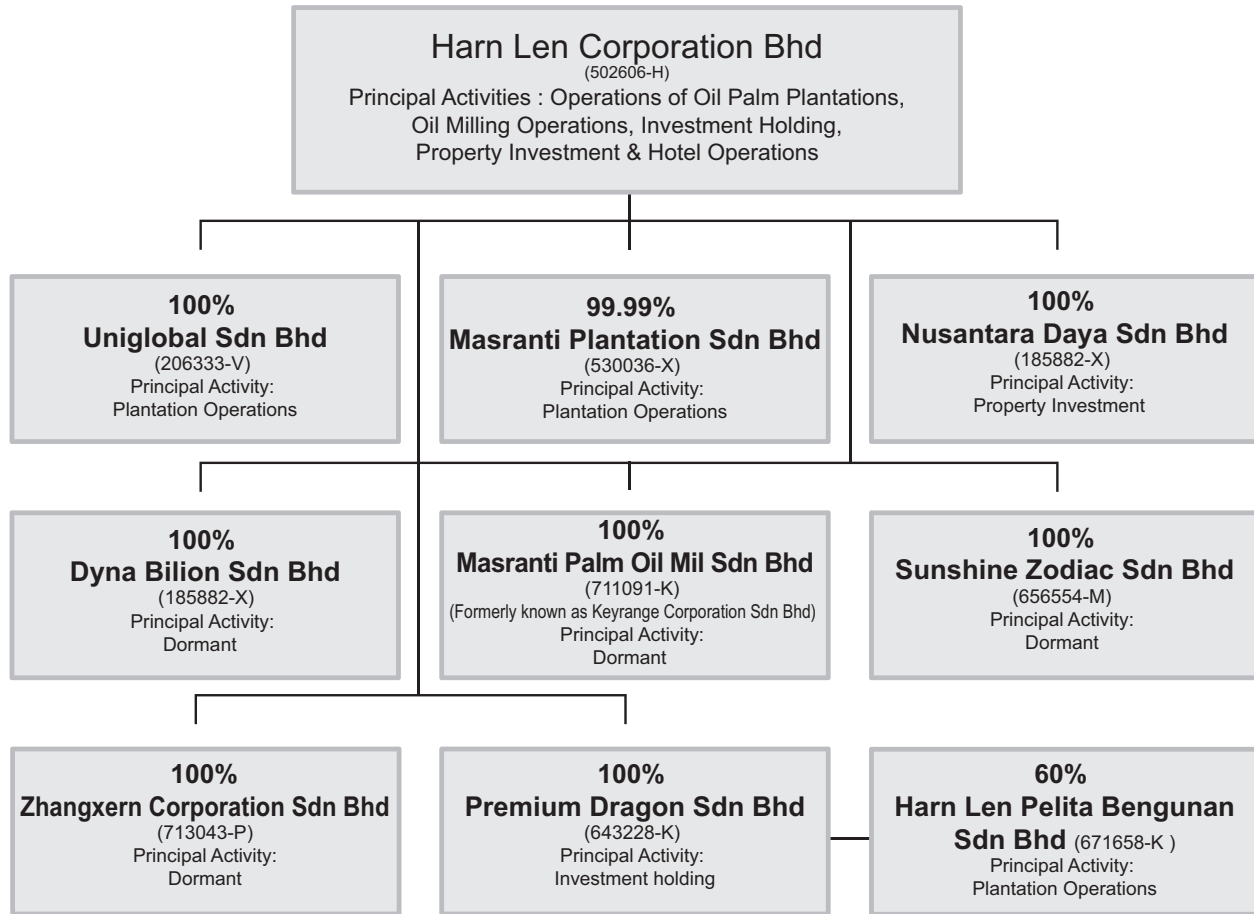 Harn Len Corporation Bhd
(502606-H)
Principal Activities : Operations of Oil Palm Plantations,
Oil Milling Operations, Investment Holding,
Property Investment & Hotel Operations
100%
Uniglobal Sdn Bhd
(206333-V)
Principal Activity:
Plantation Operations
99.99%
Masranti Plantation Sdn Bhd
(530036-X)
Principal Activity:
Plantation Operations
100%
Nusantara Daya Sdn Bhd
(185882-X)
Principal Activity:
Property Investment
100%
Dyna Bilion Sdn Bhd
(185882-X)
Principal Activity:
Dormant
100%
Masranti Palm Oil Mil Sdn Bhd
(711091-K)
(Formerly known as Keyrange Corporation Sdn Bhd)
Principal Activity:
Dormant
100%
Sunshine Zodiac Sdn Bhd
(656554-M)
Principal Activity:
Dormant
100%
Zhangxern Corporation Sdn Bhd
(713043-P)
Principal Activity:
Dormant
100%
Premium Dragon Sdn Bhd
(643228-K)
Principal Activity:
Investment holding
60%
Harn Len Pelita Bengunan
Sdn Bhd (671658-K )
Principal Activity:
Plantation Operations